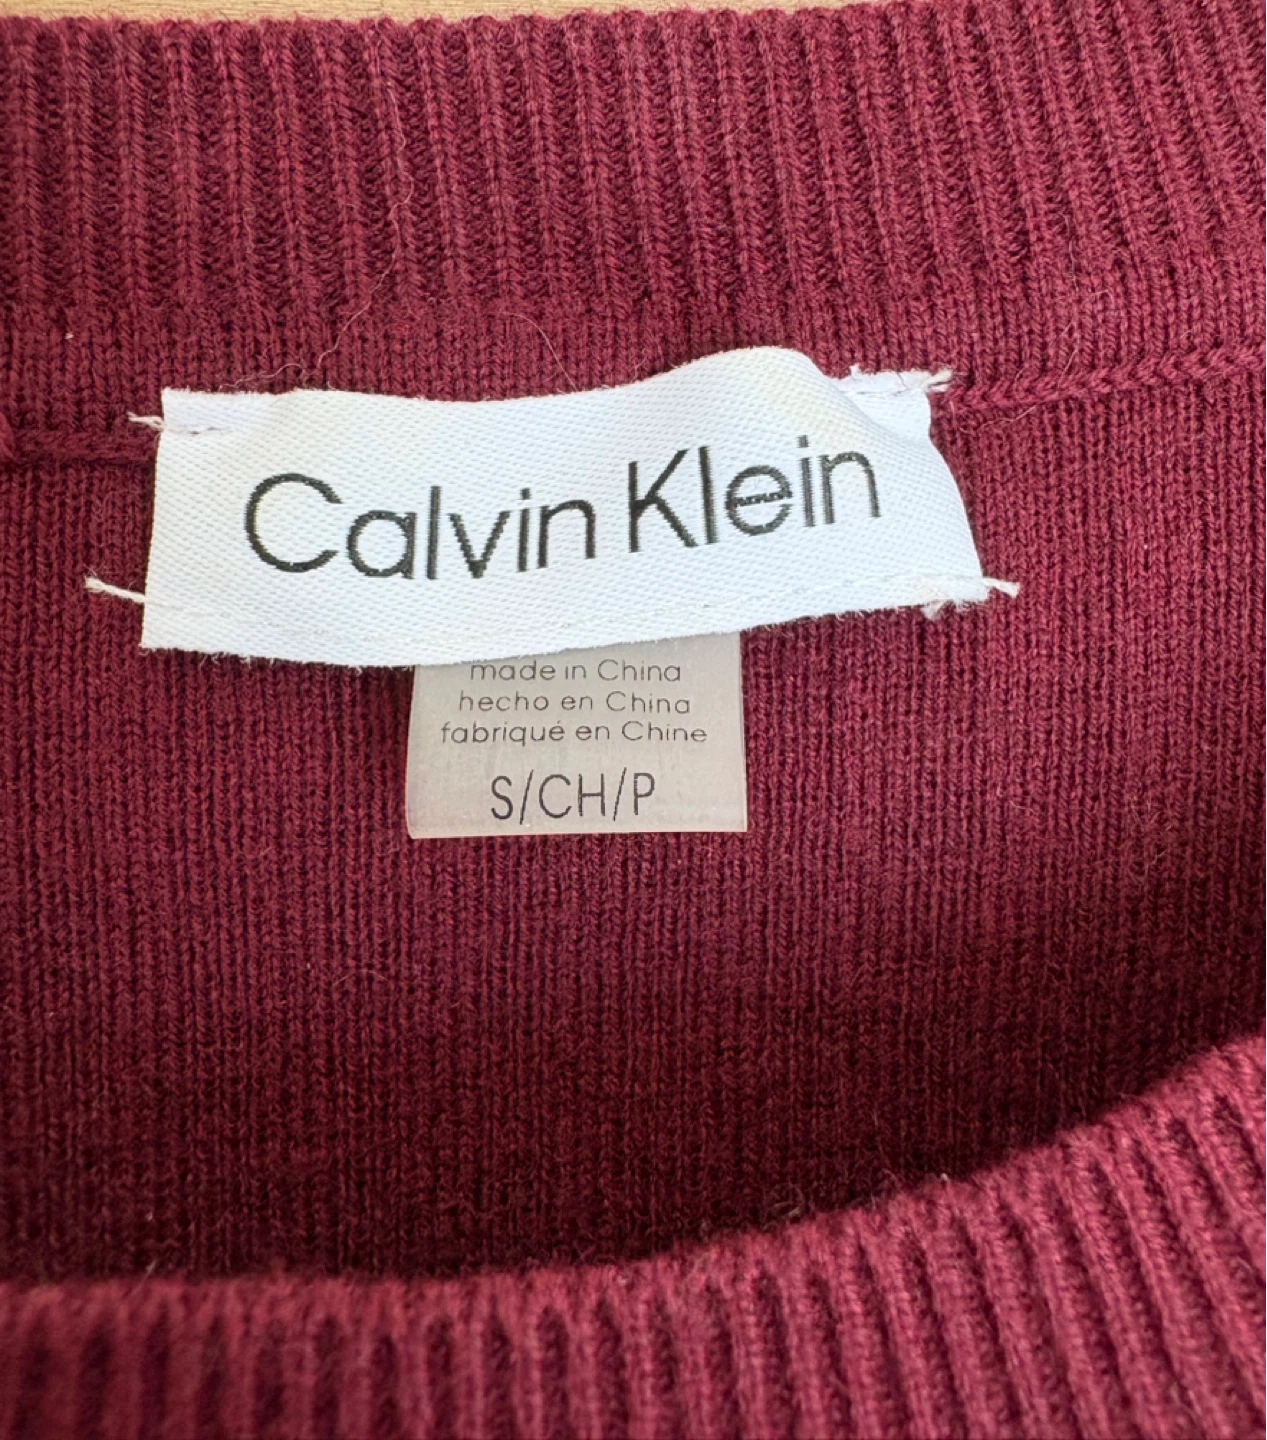 Calvin Klein
made in China
hecho en China
fabriqué en Chine
S/CH/P